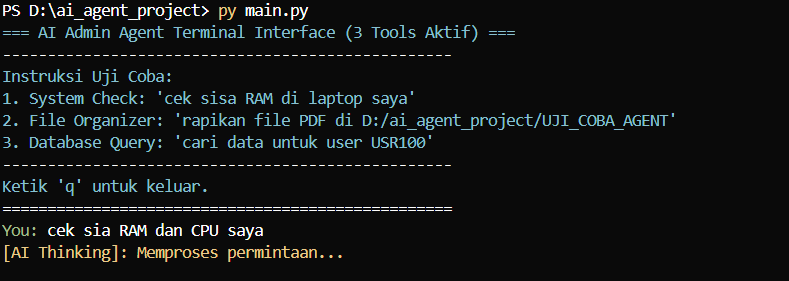 PS D:\ai_agent_project> py main.py
=== AI Admin Agent Terminal Interface (3 Tools Aktif) ===
--------------------------------------------------
Instruksi Uji Coba:
1. System Check: 'cek sisa RAM di laptop saya'
2. File Organizer: 'rapikan file PDF di D:/ai_agent_project/UJI_COBA_AGENT'
3. Database Query: 'cari data untuk user USR100'
--------------------------------------------------
Ketik 'q' untuk keluar.
==================================================
You: cek sia RAM dan CPU saya
[AI Thinking]: Memproses permintaan...